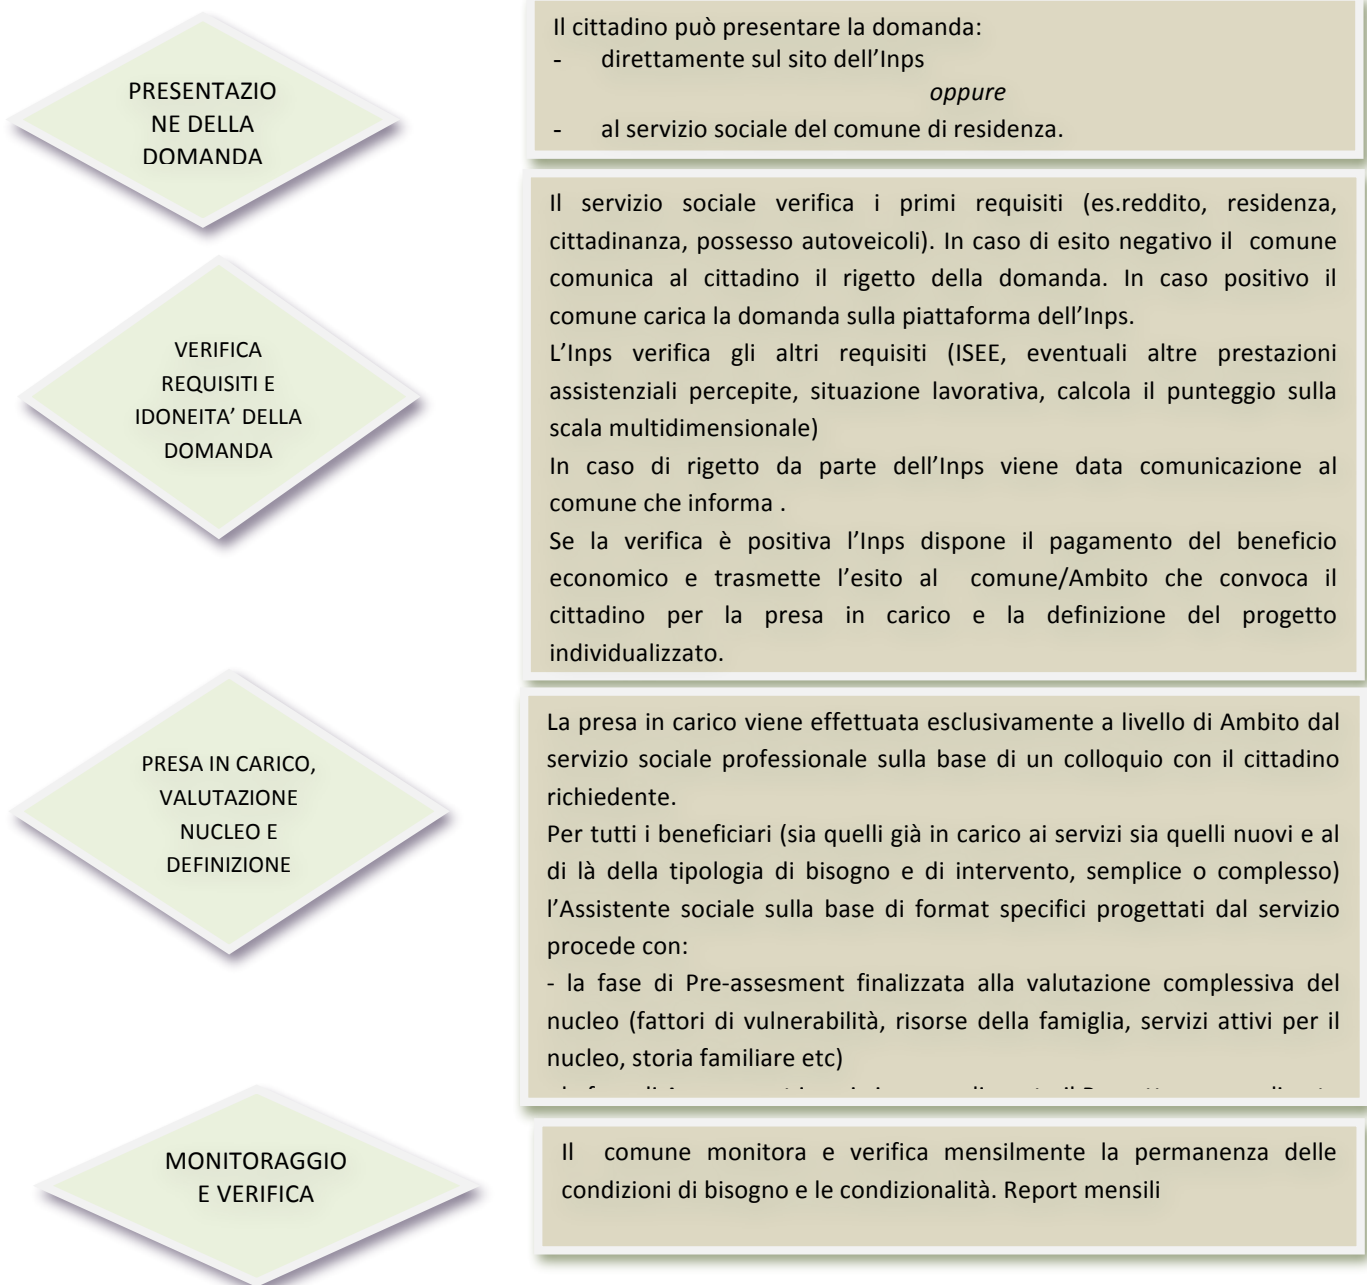 PRESENTAZIO
NE DELLA
DOMANDA
Il cittadino può presentare la domanda:
- direttamente sul sito dell’Inps
oppure
- al servizio sociale del comune di residenza.
VERIFICA
REQUISITI E
IDONEITA’ DELLA
DOMANDA
Il servizio sociale verifica i primi requisiti (es.reddito, residenza,
cittadinanza, possesso autoveicoli). In caso di esito negativo il comune
comunica al cittadino il rigetto della domanda. In caso positivo il
comune carica la domanda sulla piattaforma dell’Inps.
L’Inps verifica gli altri requisiti (ISEE, eventuali altre prestazioni
assistenziali percepite, situazione lavorativa, calcola il punteggio sulla
scala multidimensionale)
In caso di rigetto da parte dell’Inps viene data comunicazione al
comune che informa .
Se la verifica è positiva l’Inps dispone il pagamento del beneficio
economico e trasmette l’esito al comune/Ambito che convoca il
cittadino per la presa in carico e la definizione del progetto
individualizzato.
PRESA IN CARICO,
VALUTAZIONE
NUCLEO E
DEFINIZIONE
La presa in carico viene effettuata esclusivamente a livello di Ambito dal
servizio sociale professionale sulla base di un colloquio con il cittadino
richiedente.
Per tutti i beneficiari (sia quelli già in carico ai servizi sia quelli nuovi e al
di là della tipologia di bisogno e di intervento, semplice o complesso)
l’Assistente sociale sulla base di format specifici progettati dal servizio
procede con:
- la fase di Pre-assesment finalizzata alla valutazione complessiva del
nucleo (fattori di vulnerabilità, risorse della famiglia, servizi attivi per il
nucleo, storia familiare etc)
MONITORAGGIO
E VERIFICA
Il comune monitora e verifica mensilmente la permanenza delle
condizioni di bisogno e le condizionalità. Report mensili